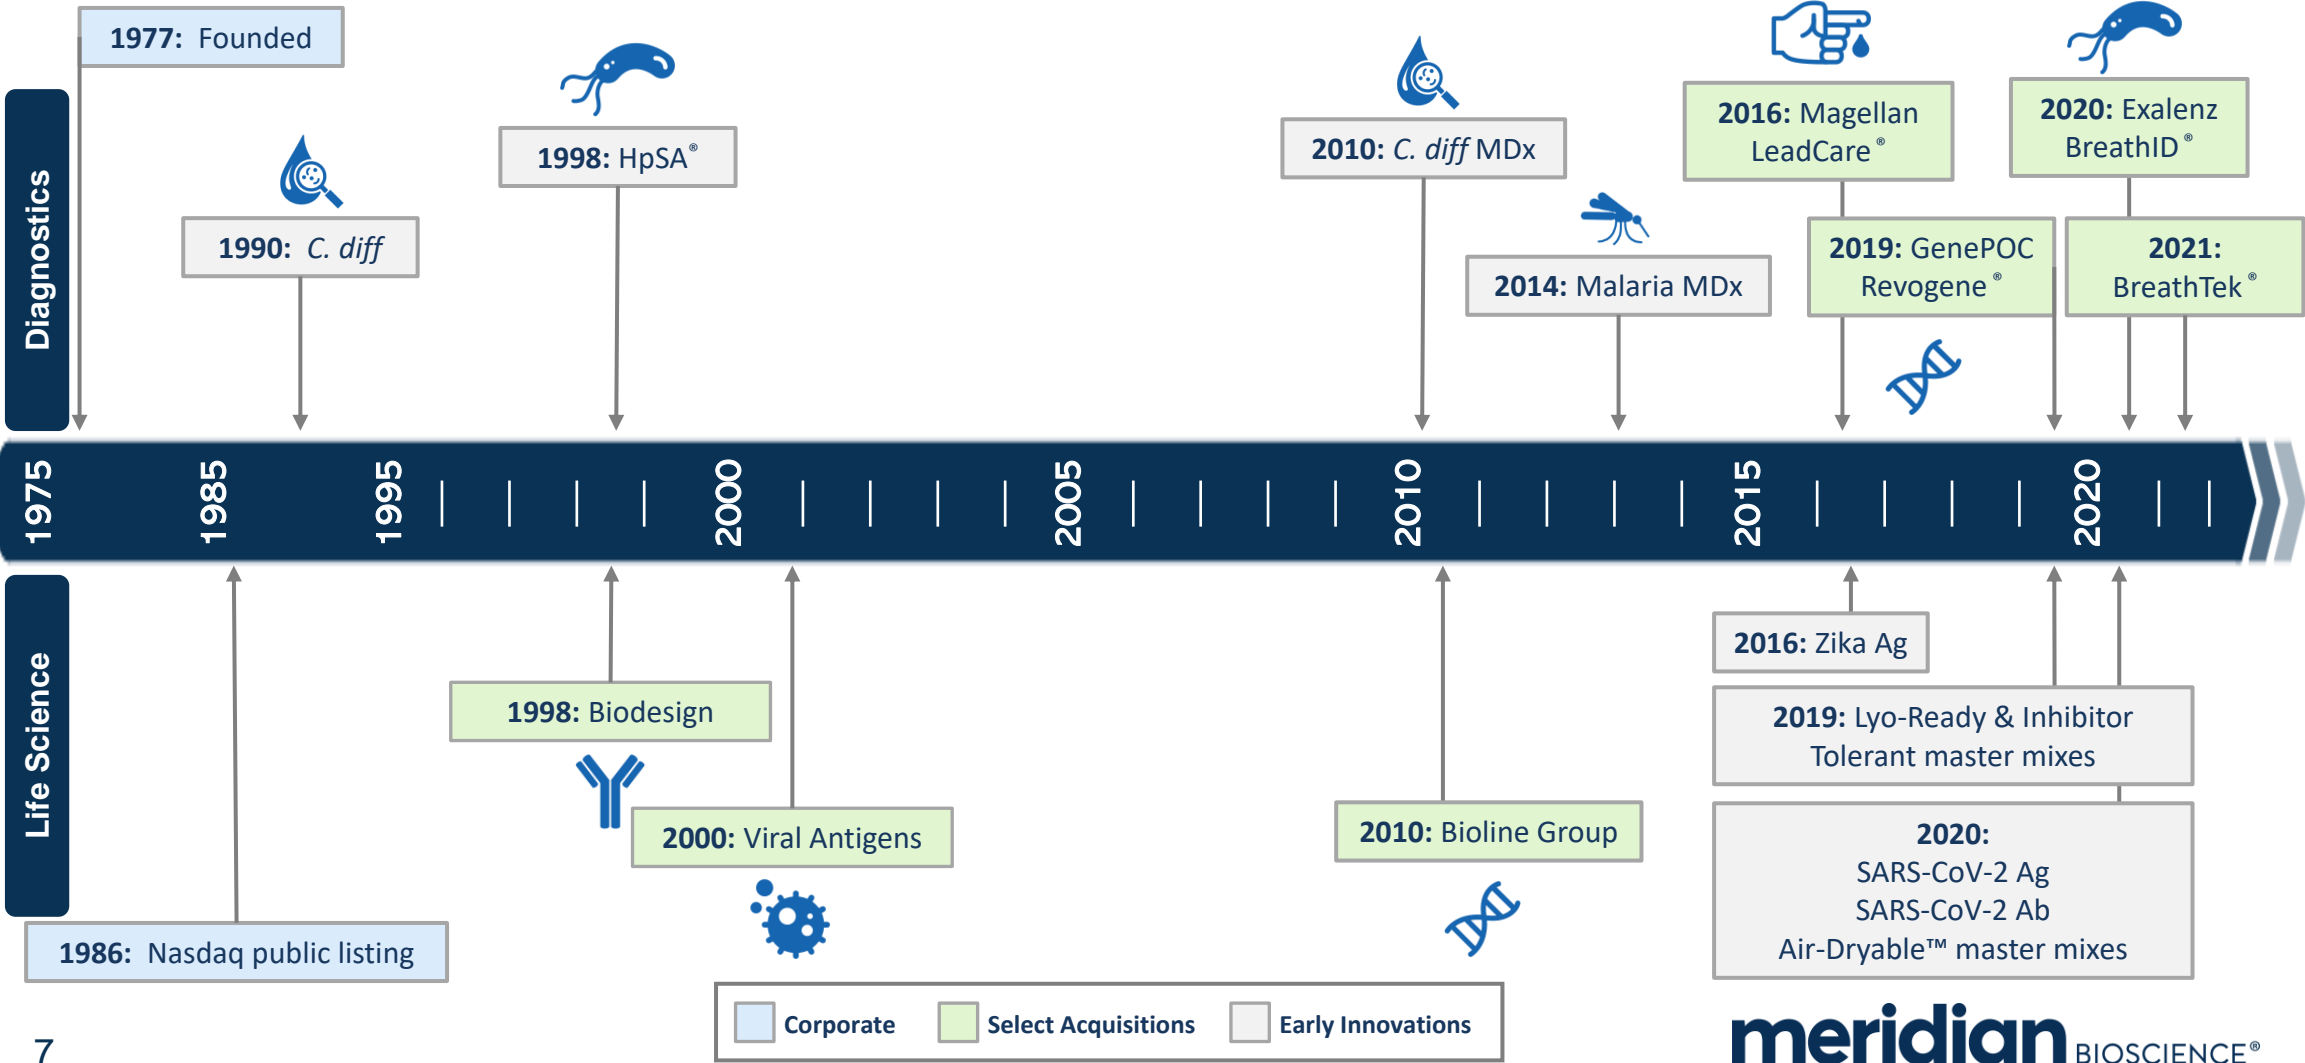 1977: Founded
1990: C. diff
1998: HpSA®
2010: C. diff MDx
2014: Malaria MDx
2016: Magellan
LeadCare®
2019: GenePOC
Revogene®
2020: Exalenz
BreathID®
2021:
BreathTek®
Diagnostics
1975
1985
1995
2000
2005
2010
2015
2020
Life Science
1986: Nasdaq public listing
1998: Biodesign
2000: Viral Antigens
2010: Bioline Group
2016: Zika Ag
2019: Lyo-Ready & Inhibitor
Tolerant master mixes
2020:
SARS-CoV-2 Ag
SARS-CoV-2 Ab
Air-Dryable™ master mixes
Corporate
Select Acquisitions
Early Innovations
7
meridian BIOSCIENCE®